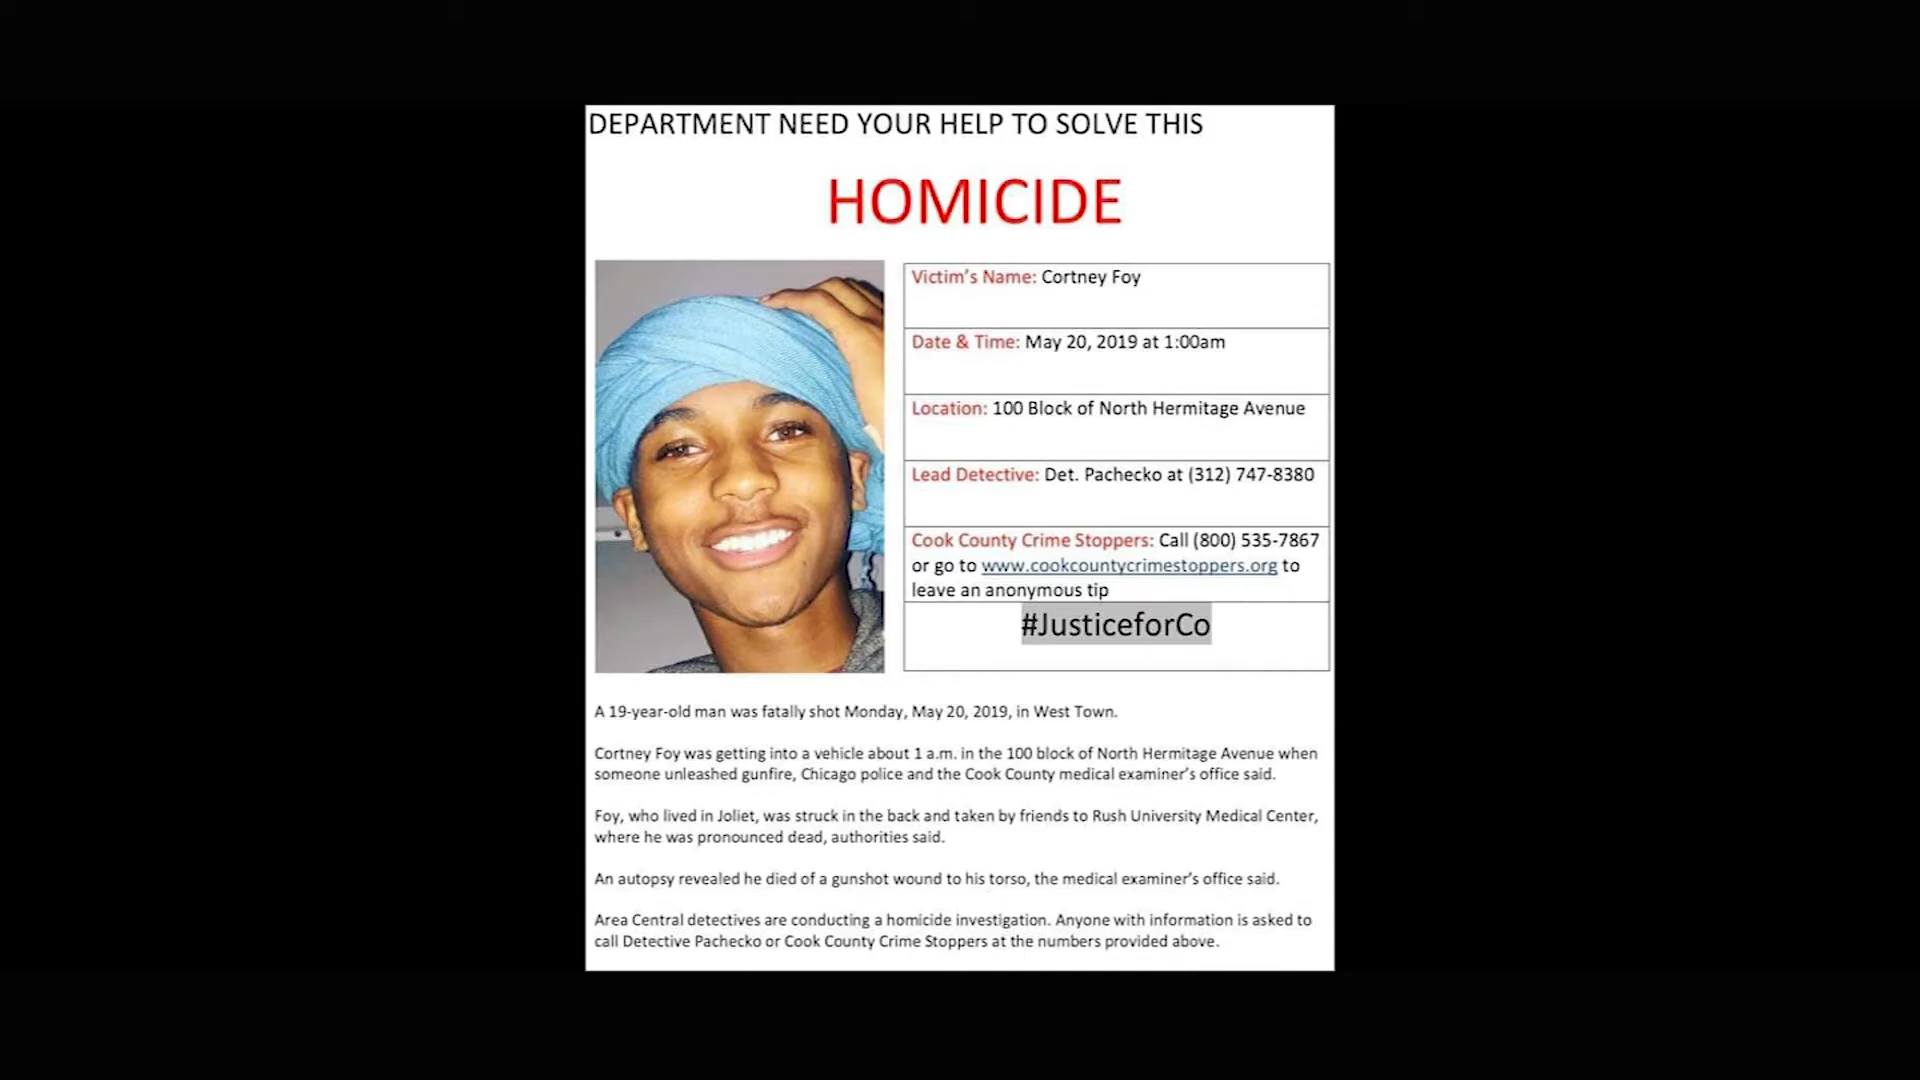 DEPARTMENT NEED YOUR HELP TO SOLVE THIS
HOMICIDE
Victim's Name: Cortney Foy
Date & Time: May 20, 2019 at 1:00am
Location: 100 Block of North Hermitage Avenue
Lead Detective: Det. Pachecko at (312) 747-8380
Cook County Crime Stoppers: Call (800) 535-7867
or go to www.cookcountycrimestoppers.org to
leave an anonymous tip
#JusticeforCo
A 19-year-old man was fatally shot Monday, May 20, 2019, in West Town.
Cortney Foy was getting into a vehicle about 1 a.m. in the 100 block of North Hermitage Avenue when
someone unleashed gunfire, Chicago police and the Cook County medical examiner's office said.
Foy, who lived in Joliet, was struck in the back and taken by friends to Rush University Medical Center,
where he was pronounced dead, authorities said.
An autopsy revealed he died of a gunshot wound to his torso, the medical examiner's office said.
Area Central detectives are conducting a homicide investigation. Anyone with information is asked to
call Detective Pachecko or Cook County Crime Stoppers at the numbers provided above.